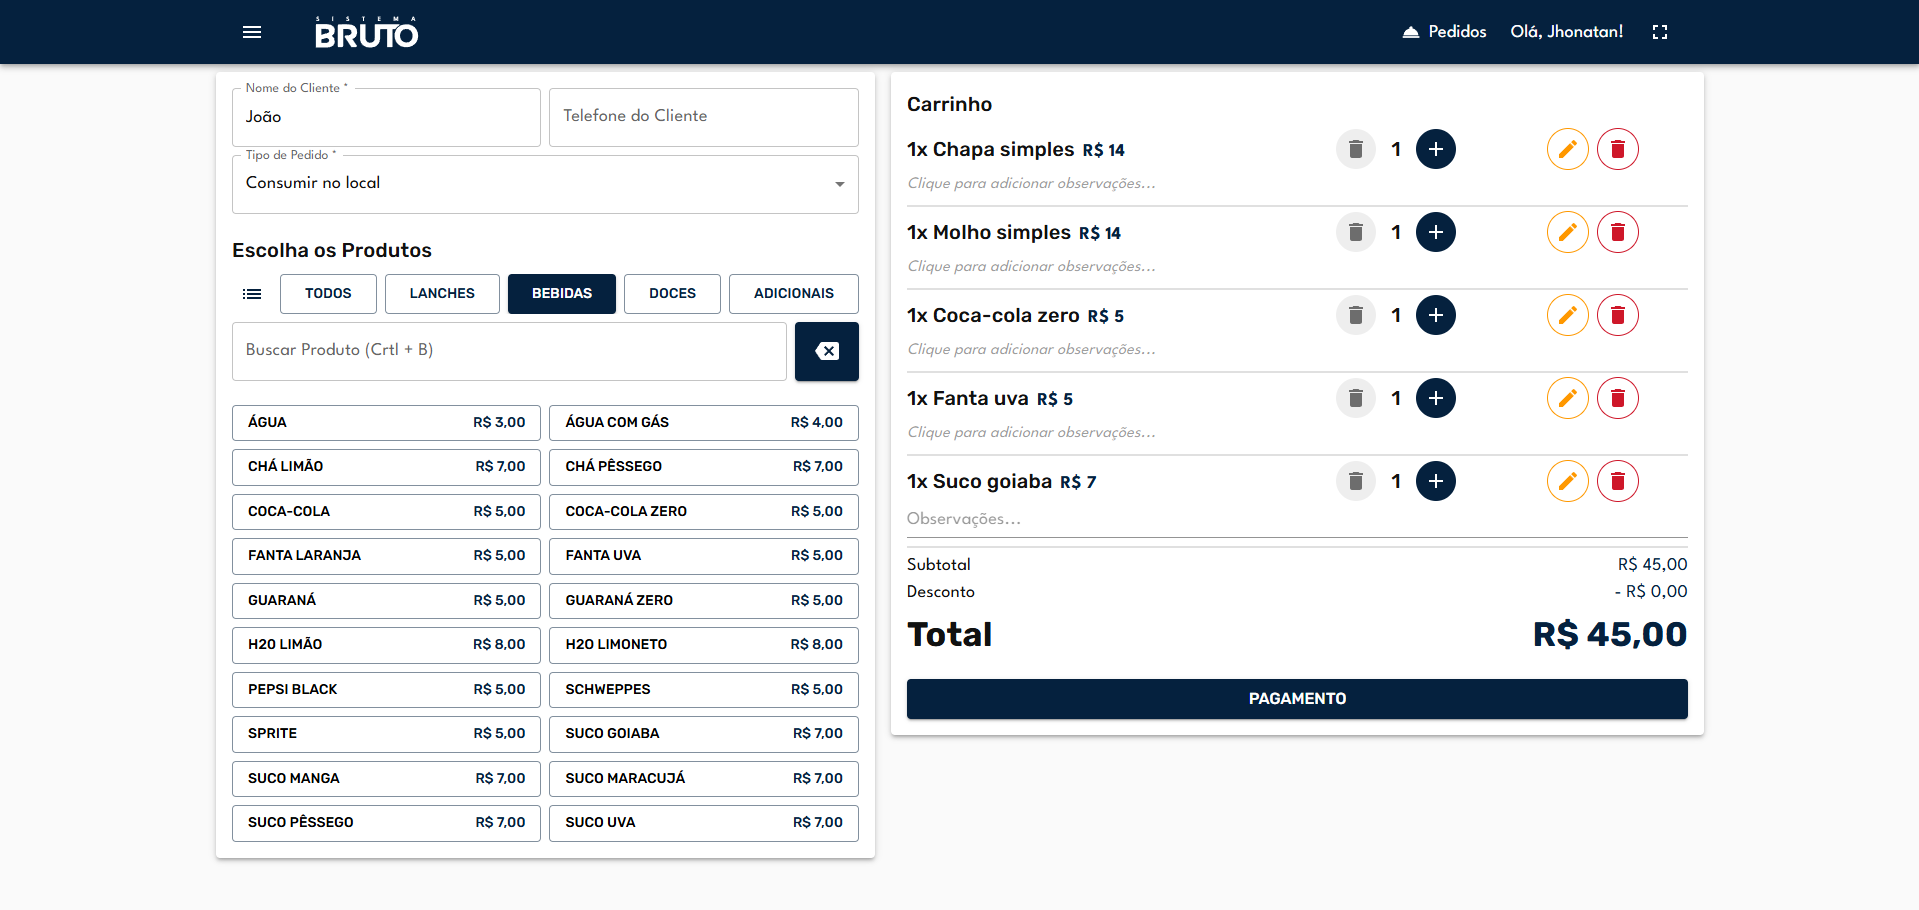 SISTEMA
BRUTO
Pedidos Olá, Jhonatan!
Nome do Cliente *
João
Telefone do Cliente
Tipo de Pedido *
Consumir no local
Escolha os Produtos
TODOS LANCHES BEBIDAS DOCES ADICIONAIS
Buscar Produto (Crtl + B)
ÁGUA R$ 3,00 ÁGUA COM GÁS R$ 4,00
CHÁ LIMÃO R$ 7,00 CHÁ PÊSSEGO R$ 7,00
COCA-COLA R$ 5,00 COCA-COLA ZERO R$ 5,00
FANTA LARANJA R$ 5,00 FANTA UVA R$ 5,00
GUARANÁ R$ 5,00 GUARANÁ ZERO R$ 5,00
H2O LIMÃO R$ 8,00 H2O LIMONETO R$ 8,00
PEPSI BLACK R$ 5,00 SCHWEPPES R$ 5,00
SPRITE R$ 5,00 SUCO GOIABA R$ 7,00
SUCO MANGA R$ 7,00 SUCO MARACUJÁ R$ 7,00
SUCO PÊSSEGO R$ 7,00 SUCO UVA R$ 7,00
Carrinho
1x Chapa simples R$ 14 1
Clique para adicionar observações...
1x Molho simples R$ 14 1
Clique para adicionar observações...
1x Coca-cola zero R$ 5 1
Clique para adicionar observações...
1x Fanta uva R$ 5 1
Clique para adicionar observações...
1x Suco goiaba R$ 7 1
Observações...
Subtotal R$ 45,00
Desconto - R$ 0,00
Total R$ 45,00
PAGAMENTO